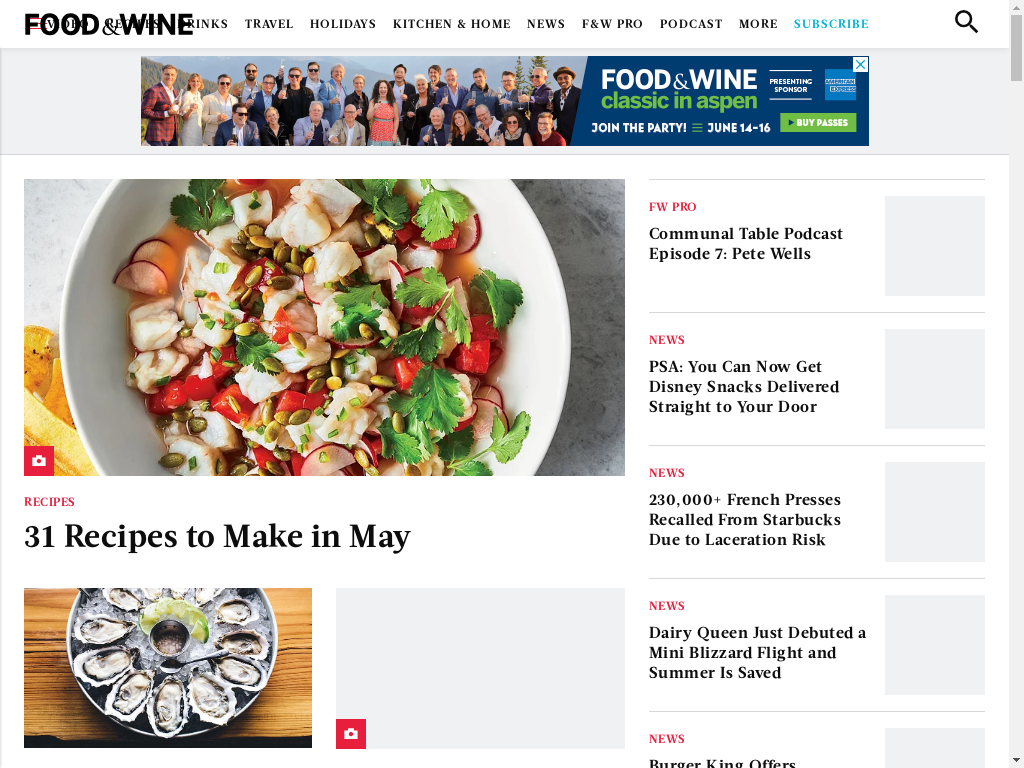 FOOD&WINE
VIDEO RECIPES DRINKS TRAVEL HOLIDAYS KITCHEN & HOME NEWS F&W PRO PODCAST MORE SUBSCRIBE
FOOD&WINE
classic in aspen
PRESENTING
SPONSOR
AMERICAN
EXPRESS
JOIN THE PARTY! JUNE 14-16
BUY PASSES
RECIPES
31 Recipes to Make in May
FW PRO
Communal Table Podcast
Episode 7: Pete Wells
NEWS
PSA: You Can Now Get
Disney Snacks Delivered
Straight to Your Door
NEWS
230,000+ French Presses
Recalled From Starbucks
Due to Laceration Risk
NEWS
Dairy Queen Just Debuted a
Mini Blizzard Flight and
Summer Is Saved
NEWS
Burger King Offers